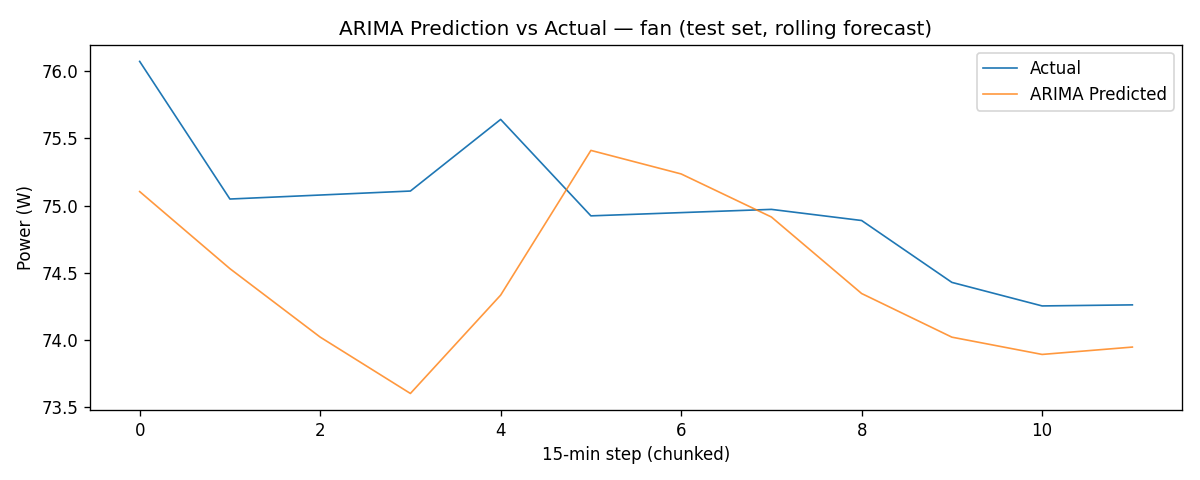 ARIMA Prediction vs Actual — fan (test set, rolling forecast)
Actual
ARIMA Predicted
Power (W)
76.0
75.5
75.0
74.5
74.0
73.5
0 2 4 6 8 10
15-min step (chunked)